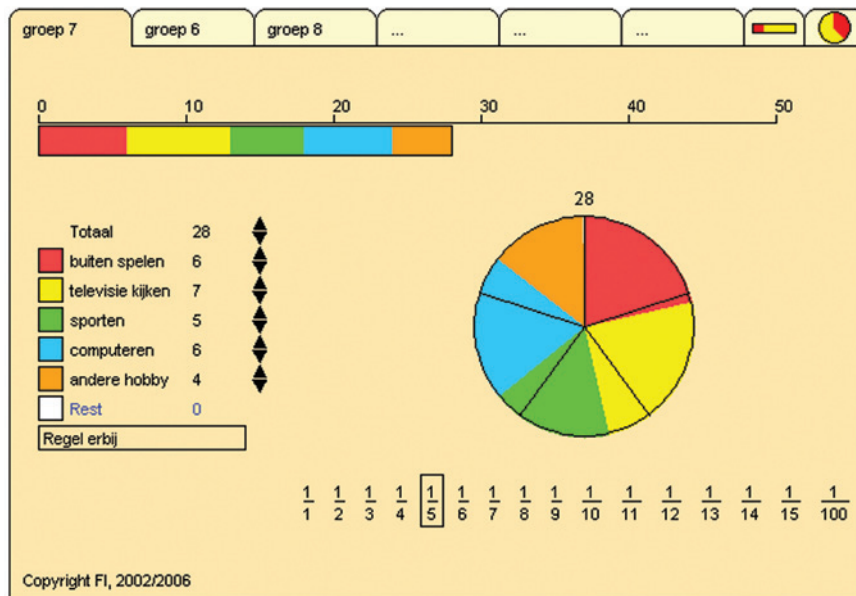 groep 7 groep 6 groep 8 ... ... ...
0 10 20 30 40 50
28
Totaal 28
buiten spelen 6
televisie kijken 7
sporten 5
computeren 6
andere hobby 4
Rest 0
Regel erbij
1/1 1/2 1/3 1/4 1/5 1/6 1/7 1/8 1/9 1/10 1/11 1/12 1/13 1/14 1/15 1/100
Copyright FI, 2002/2006